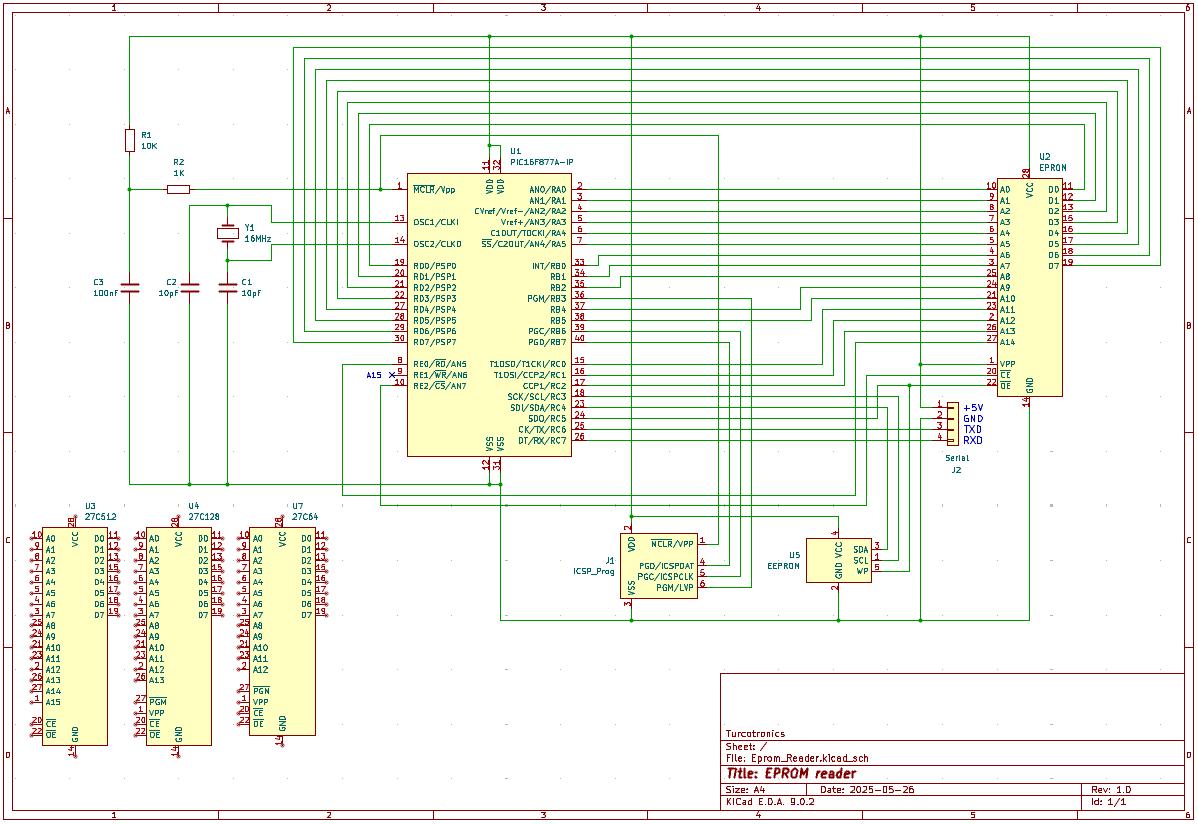 1 2 3 4 5 6
A A
B B
C C
D D
R1
10K
R2
1K
Y1
16MHz
C3
100nF
C2
10pF
C1
10pF
U1
PIC16F877A-IP
11 VDD
32 VDD
1 MCLR/Vpp
13 OSC1/CLKI
14 OSC2/CLKO
19 RD0/PSP0
20 RD1/PSP1
21 RD2/PSP2
22 RD3/PSP3
27 RD4/PSP4
28 RD5/PSP5
29 RD6/PSP6
30 RD7/PSP7
8 RE0/RD/AN5
A15 9 RE1/WR/AN6
10 RE2/CS/AN7
AN0/RA0 2
AN1/RA1 3
CVref/Vref-/AN2/RA2 4
Vref+/AN3/RA3 5
C1OUT/T0CKI/RA4 6
SS/C2OUT/AN4/RA5 7
INT/RB0 33
RB1 34
RB2 35
PGM/RB3 36
RB4 37
RB5 38
PGC/RB6 39
PGD/RB7 40
T1OSO/T1CKI/RC0 15
T1OSI/CCP2/RC1 16
CCP1/RC2 17
SCK/SCL/RC3 18
SDI/SDA/RC4 23
SDO/RC5 24
CK/TX/RC6 25
DT/RX/RC7 26
VSS 12
VSS 31
U2
EPRON
28 VCC
10 A0 D0 11
9 A1 D1 12
8 A2 D2 13
7 A3 D3 15
6 A4 D4 16
5 A5 D5 17
4 A6 D6 18
3 A7 D7 19
25 A8
24 A9
21 A10
23 A11
2 A12
26 A13
27 A14
1 VPP
20 CE
22 OE
GND 14
1 +5V
2 GND
3 TXD
4 RXD
Serial
J2
U3
27C512
28 VCC
10 A0 D0 11
9 A1 D1 12
8 A2 D2 13
7 A3 D3 15
6 A4 D4 16
5 A5 D5 17
4 A6 D6 18
3 A7 D7 19
25 A8
24 A9
21 A10
23 A11
2 A12
26 A13
27 A14
1 A15
20 CE
22 OE
GND 14
U4
27C128
28 VCC
10 A0 D0 11
9 A1 D1 12
8 A2 D2 13
7 A3 D3 15
6 A4 D4 16
5 A5 D5 17
4 A6 D6 18
3 A7 D7 19
25 A8
24 A9
21 A10
23 A11
2 A12
26 A13
27 PGM
1 VPP
20 CE
22 OE
GND 14
U7
27C64
28 VCC
10 A0 D0 11
9 A1 D1 12
8 A2 D2 13
7 A3 D3 15
6 A4 D4 16
5 A5 D5 17
4 A6 D6 18
3 A7 D7 19
25 A8
24 A9
21 A10
23 A11
2 A12
27 PGN
1 VPP
20 CE
22 OE
GND 14
J1
ICSP_Prog
2 VDD
MCLR/VPP 1
PGD/ICSPDAT 4
PGC/ICSPCLK 5
PGM/LVP 6
VSS 3
U5
EEPRON
4 VCC
SDA 3
SCL 1
WP 5
GND 2
Turcotronics
Sheet: /
File: Eprom_Reader.kicad_sch
Title: EPROM reader
Size: A4 Date: 2025-05-26 Rev: 1.0
KiCad E.D.A. 9.0.2 Id: 1/1
1 2 3 4 5 6